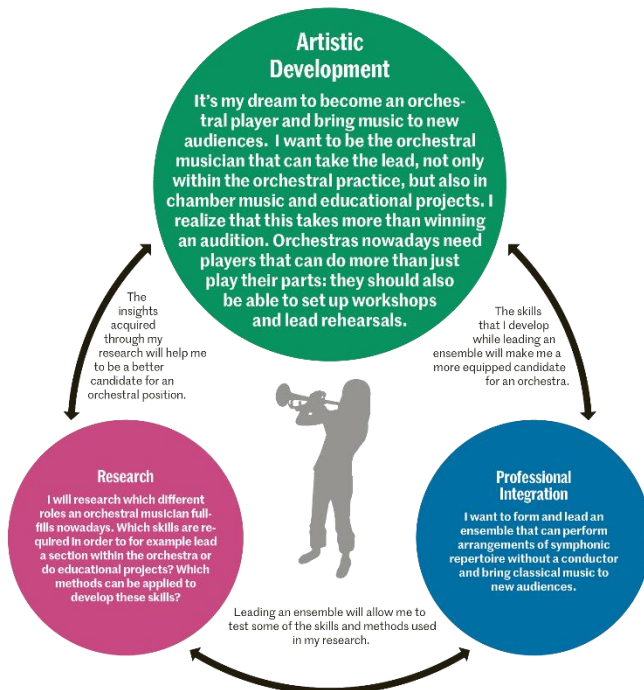 Artistic
Development
It's my dream to become an orches-
tral player and bring music to new
audiences. I want to be the orchestral
musician that can take the lead, not only
within the orchestral practice, but also in
chamber music and educational projects. I
realize that this takes more than winning
an audition. Orchestras nowadays need
players that can do more than just
play their parts: they should also
be able to set up workshops
and lead rehearsals.
The
insights
acquired
through my
research will help me
to be a better
candidate for an
orchestral position.
The skills
that I develop
while leading an
ensemble will make me
a more equipped candidate
for an orchestra.
Research
I will research which different
roles an orchestral musician full-
fills nowadays. Which skills are re-
quired in order to for example lead
a section within the orchestra or
do educational projects? Which
methods can be applied to
develop these skills?
Professional
Integration
I want to form and lead an
ensemble that can perform
arrangements of symphonic
repertoire without a conductor
and bring classical music to
new audiences.
Leading an ensemble will allow me to
test some of the skills and methods used
in my research.